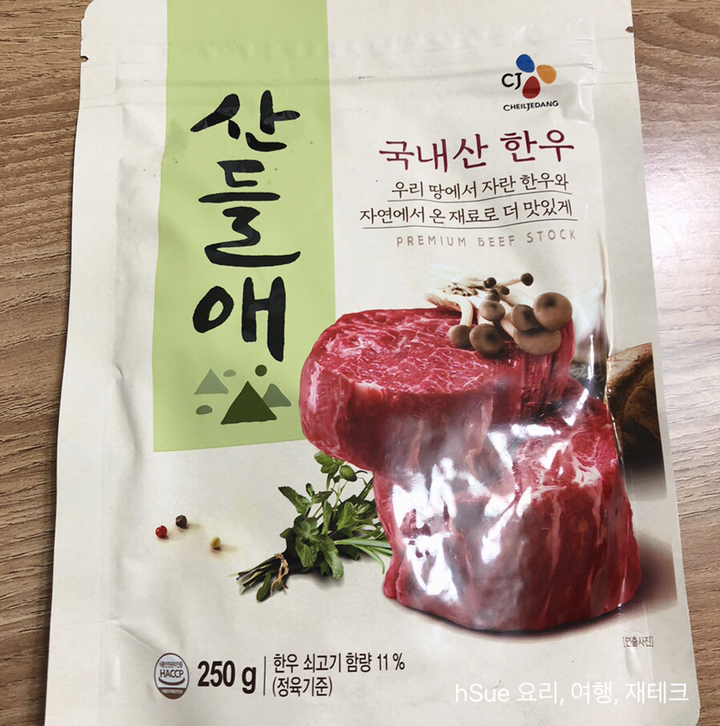 산들애
CJ
CHEILJEDANG
국내산 한우
우리 땅에서 자란 한우와
자연에서 온 재료로 더 맛있게
PREMIUM BEEF STOCK
[연출사진]
HACCP
250 g
한우 쇠고기 함량 11 %
(정육기준)
hSue 요리, 여행, 재테크